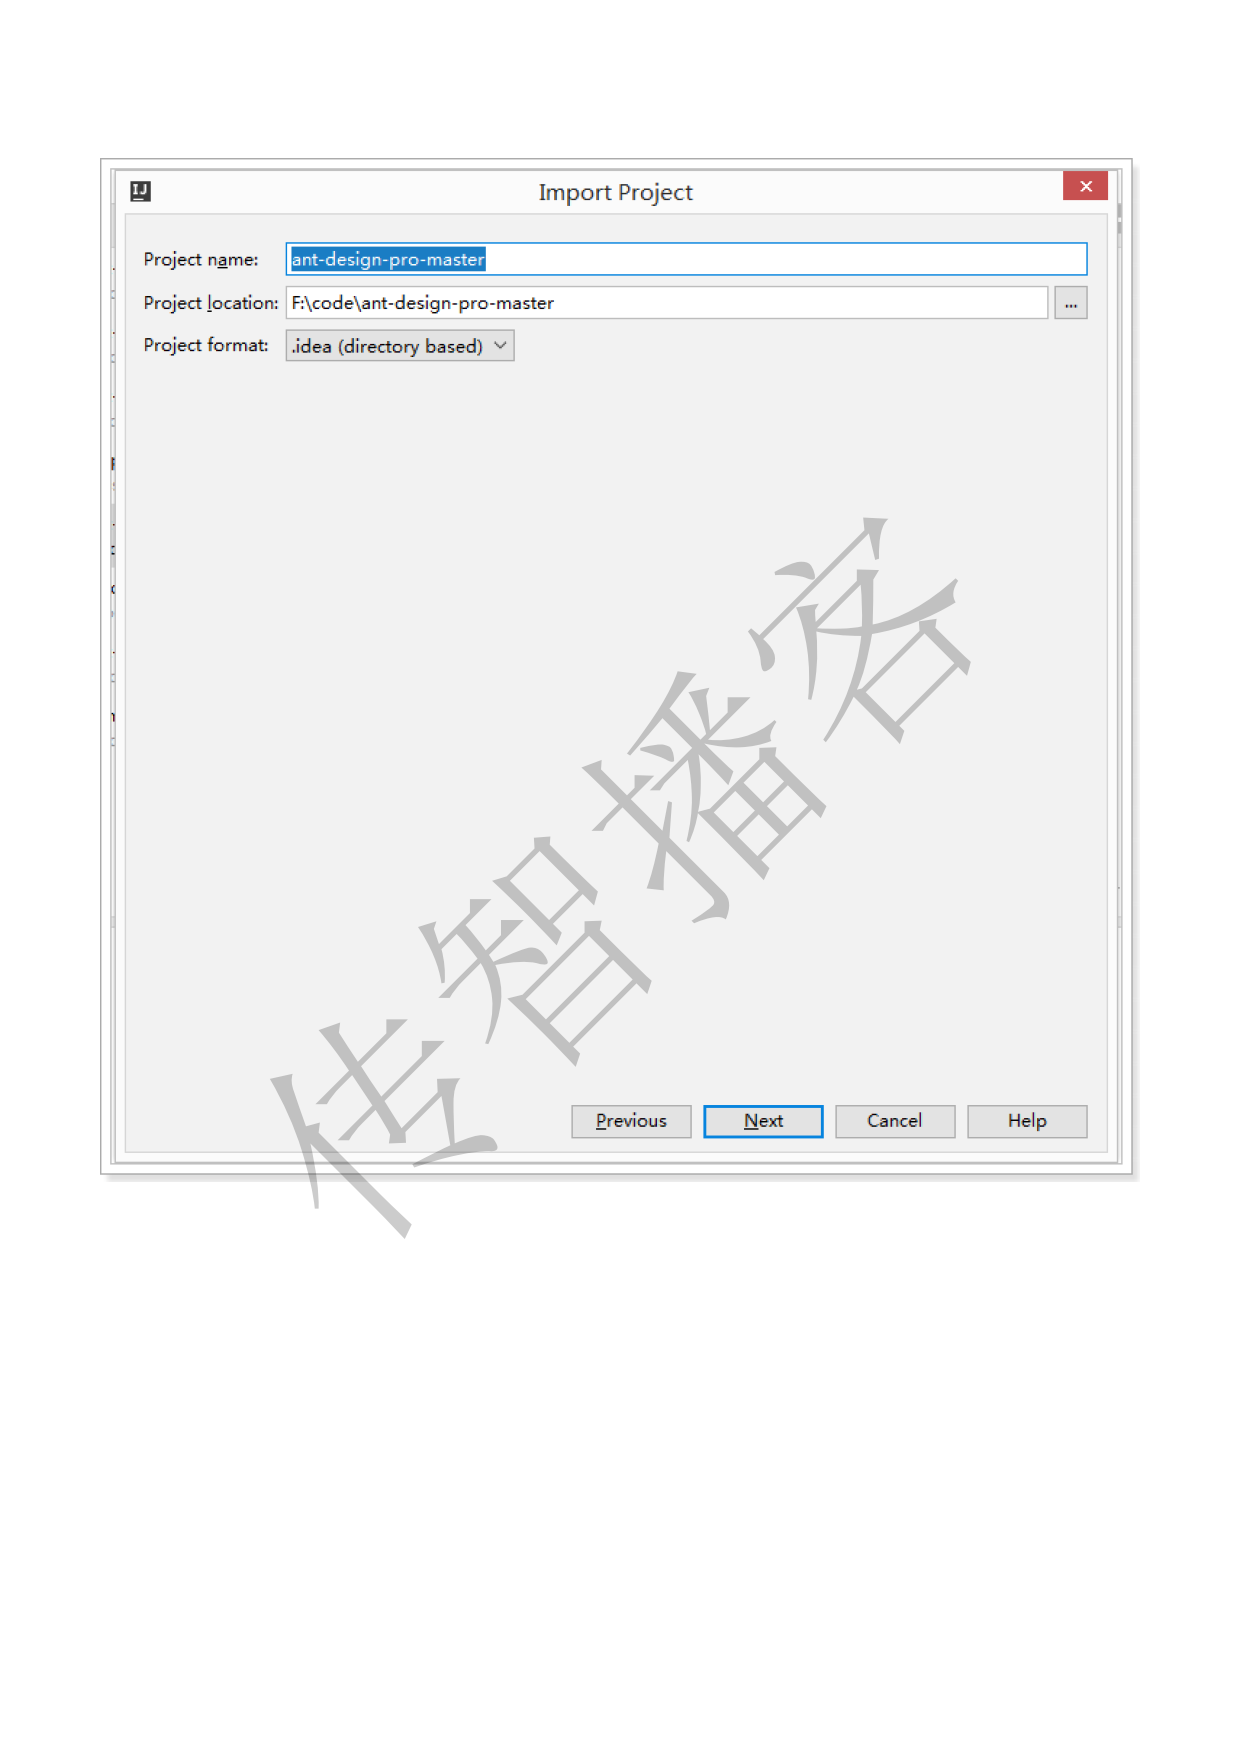 IJ
Import Project
Project name: ant-design-pro-master
Project location: F:\code\ant-design-pro-master ...
Project format: .idea (directory based)
传智播客
Previous Next Cancel Help